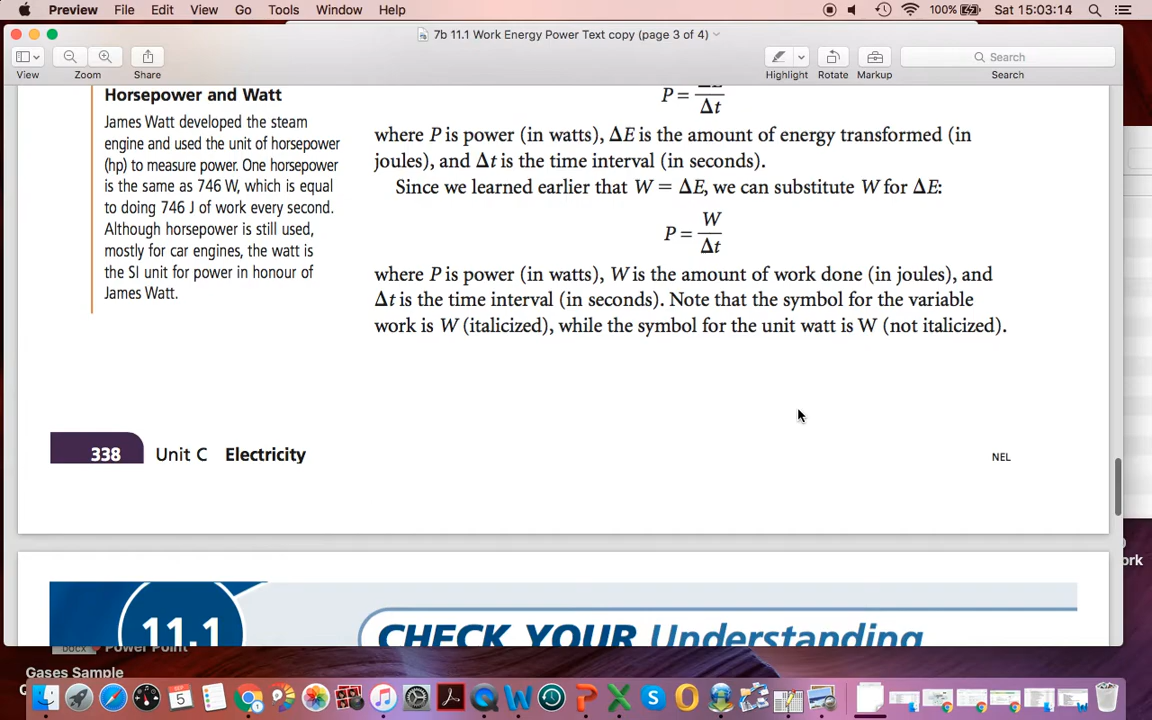 Preview File Edit View Go Tools Window Help 100% Sat 15:03:14
7b 11.1 Work Energy Power Text copy (page 3 of 4)
Search
View Zoom Share Highlight Rotate Markup Search
Horsepower and Watt
James Watt developed the steam
engine and used the unit of horsepower
(hp) to measure power. One horsepower
is the same as 746 W, which is equal
to doing 746 J of work every second.
Although horsepower is still used,
mostly for car engines, the watt is
the SI unit for power in honour of
James Watt.
P =
Δt
where P is power (in watts), ΔE is the amount of energy transformed (in
joules), and Δt is the time interval (in seconds).
Since we learned earlier that W = ΔE, we can substitute W for ΔE:
W
P =
Δt
where P is power (in watts), W is the amount of work done (in joules), and
Δt is the time interval (in seconds). Note that the symbol for the variable
work is W (italicized), while the symbol for the unit watt is W (not italicized).
338 Unit C Electricity
NEL
11.1
CHECK YOUR Understanding
ork
Power Point
Gases Sample
5